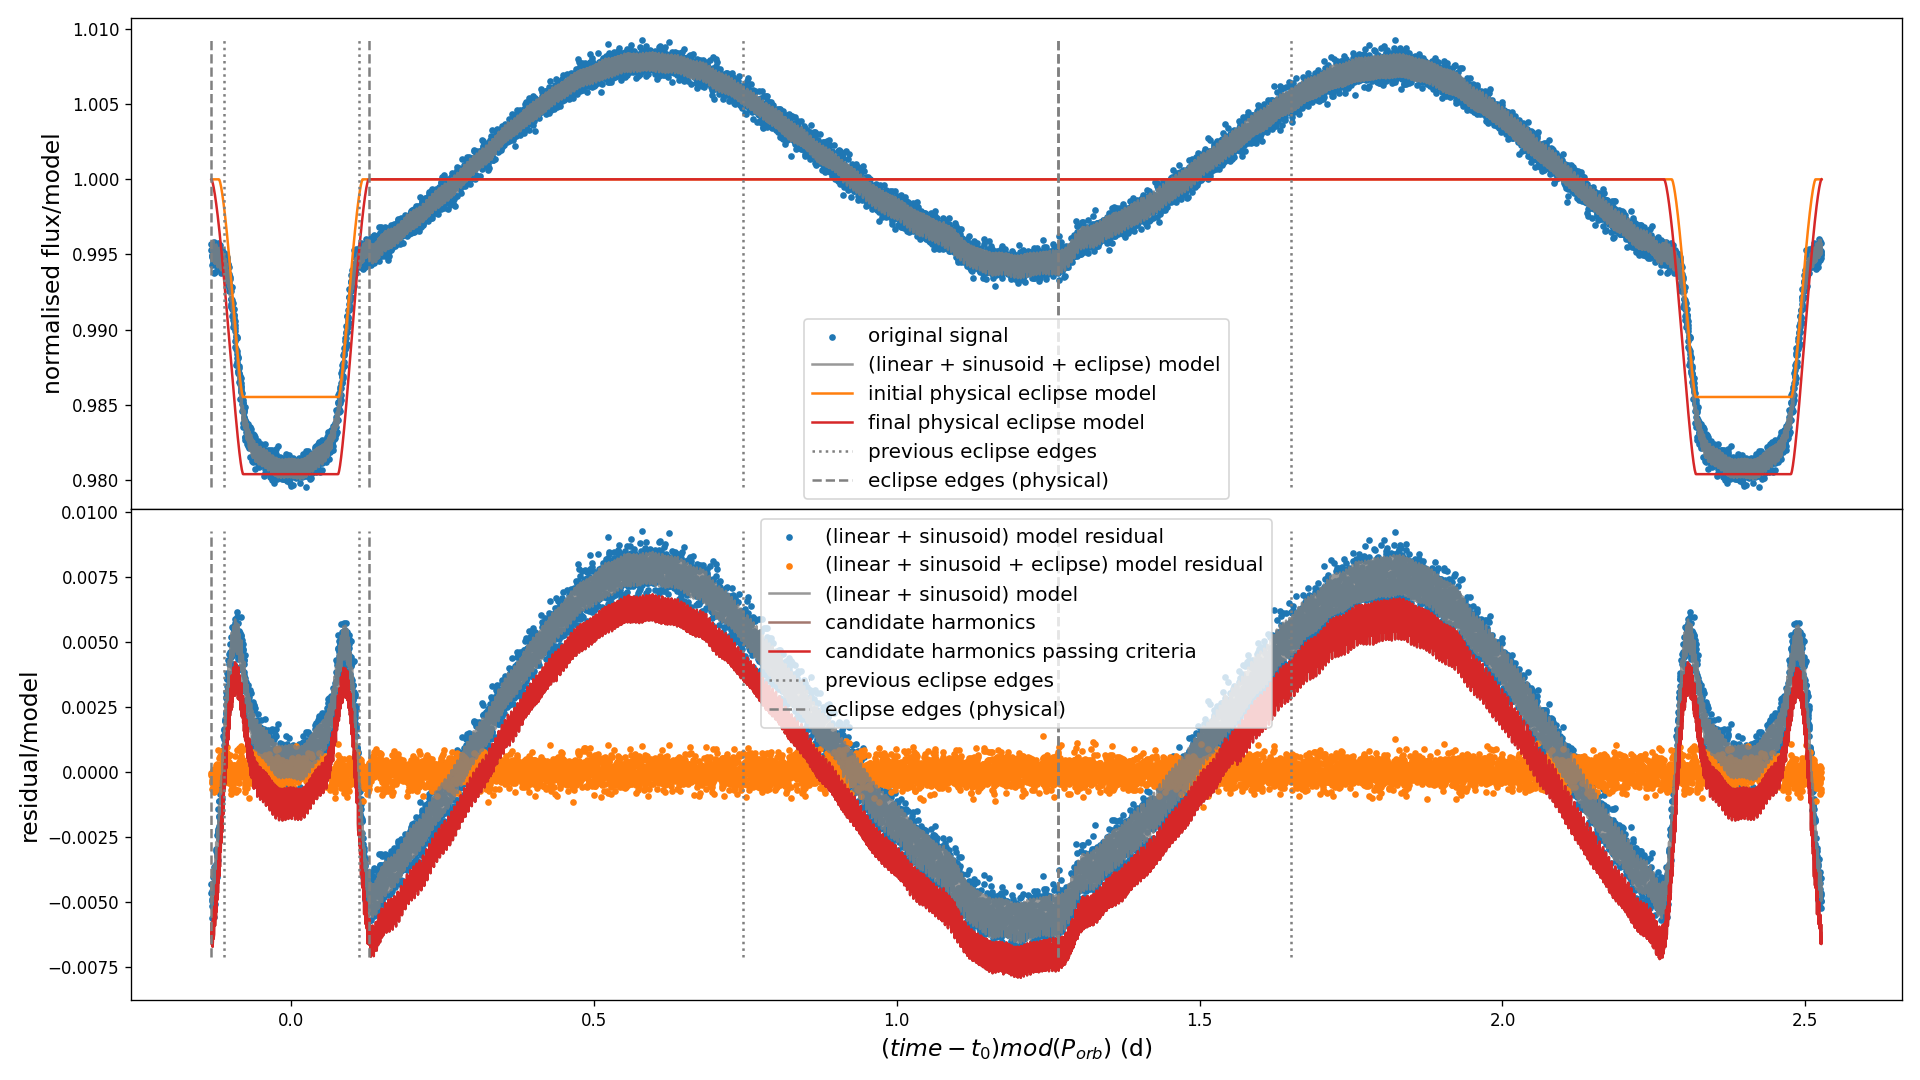 normalised flux/model
1.010
1.005
1.000
0.995
0.990
0.985
0.980
original signal
(linear + sinusoid + eclipse) model
initial physical eclipse model
final physical eclipse model
previous eclipse edges
eclipse edges (physical)
residual/model
0.0100
0.0075
0.0050
0.0025
0.0000
−0.0025
−0.0050
−0.0075
(linear + sinusoid) model residual
(linear + sinusoid + eclipse) model residual
(linear + sinusoid) model
candidate harmonics
candidate harmonics passing criteria
previous eclipse edges
eclipse edges (physical)
0.0 0.5 1.0 1.5 2.0 2.5
(time − t₀)mod(Pₒᵣb) (d)